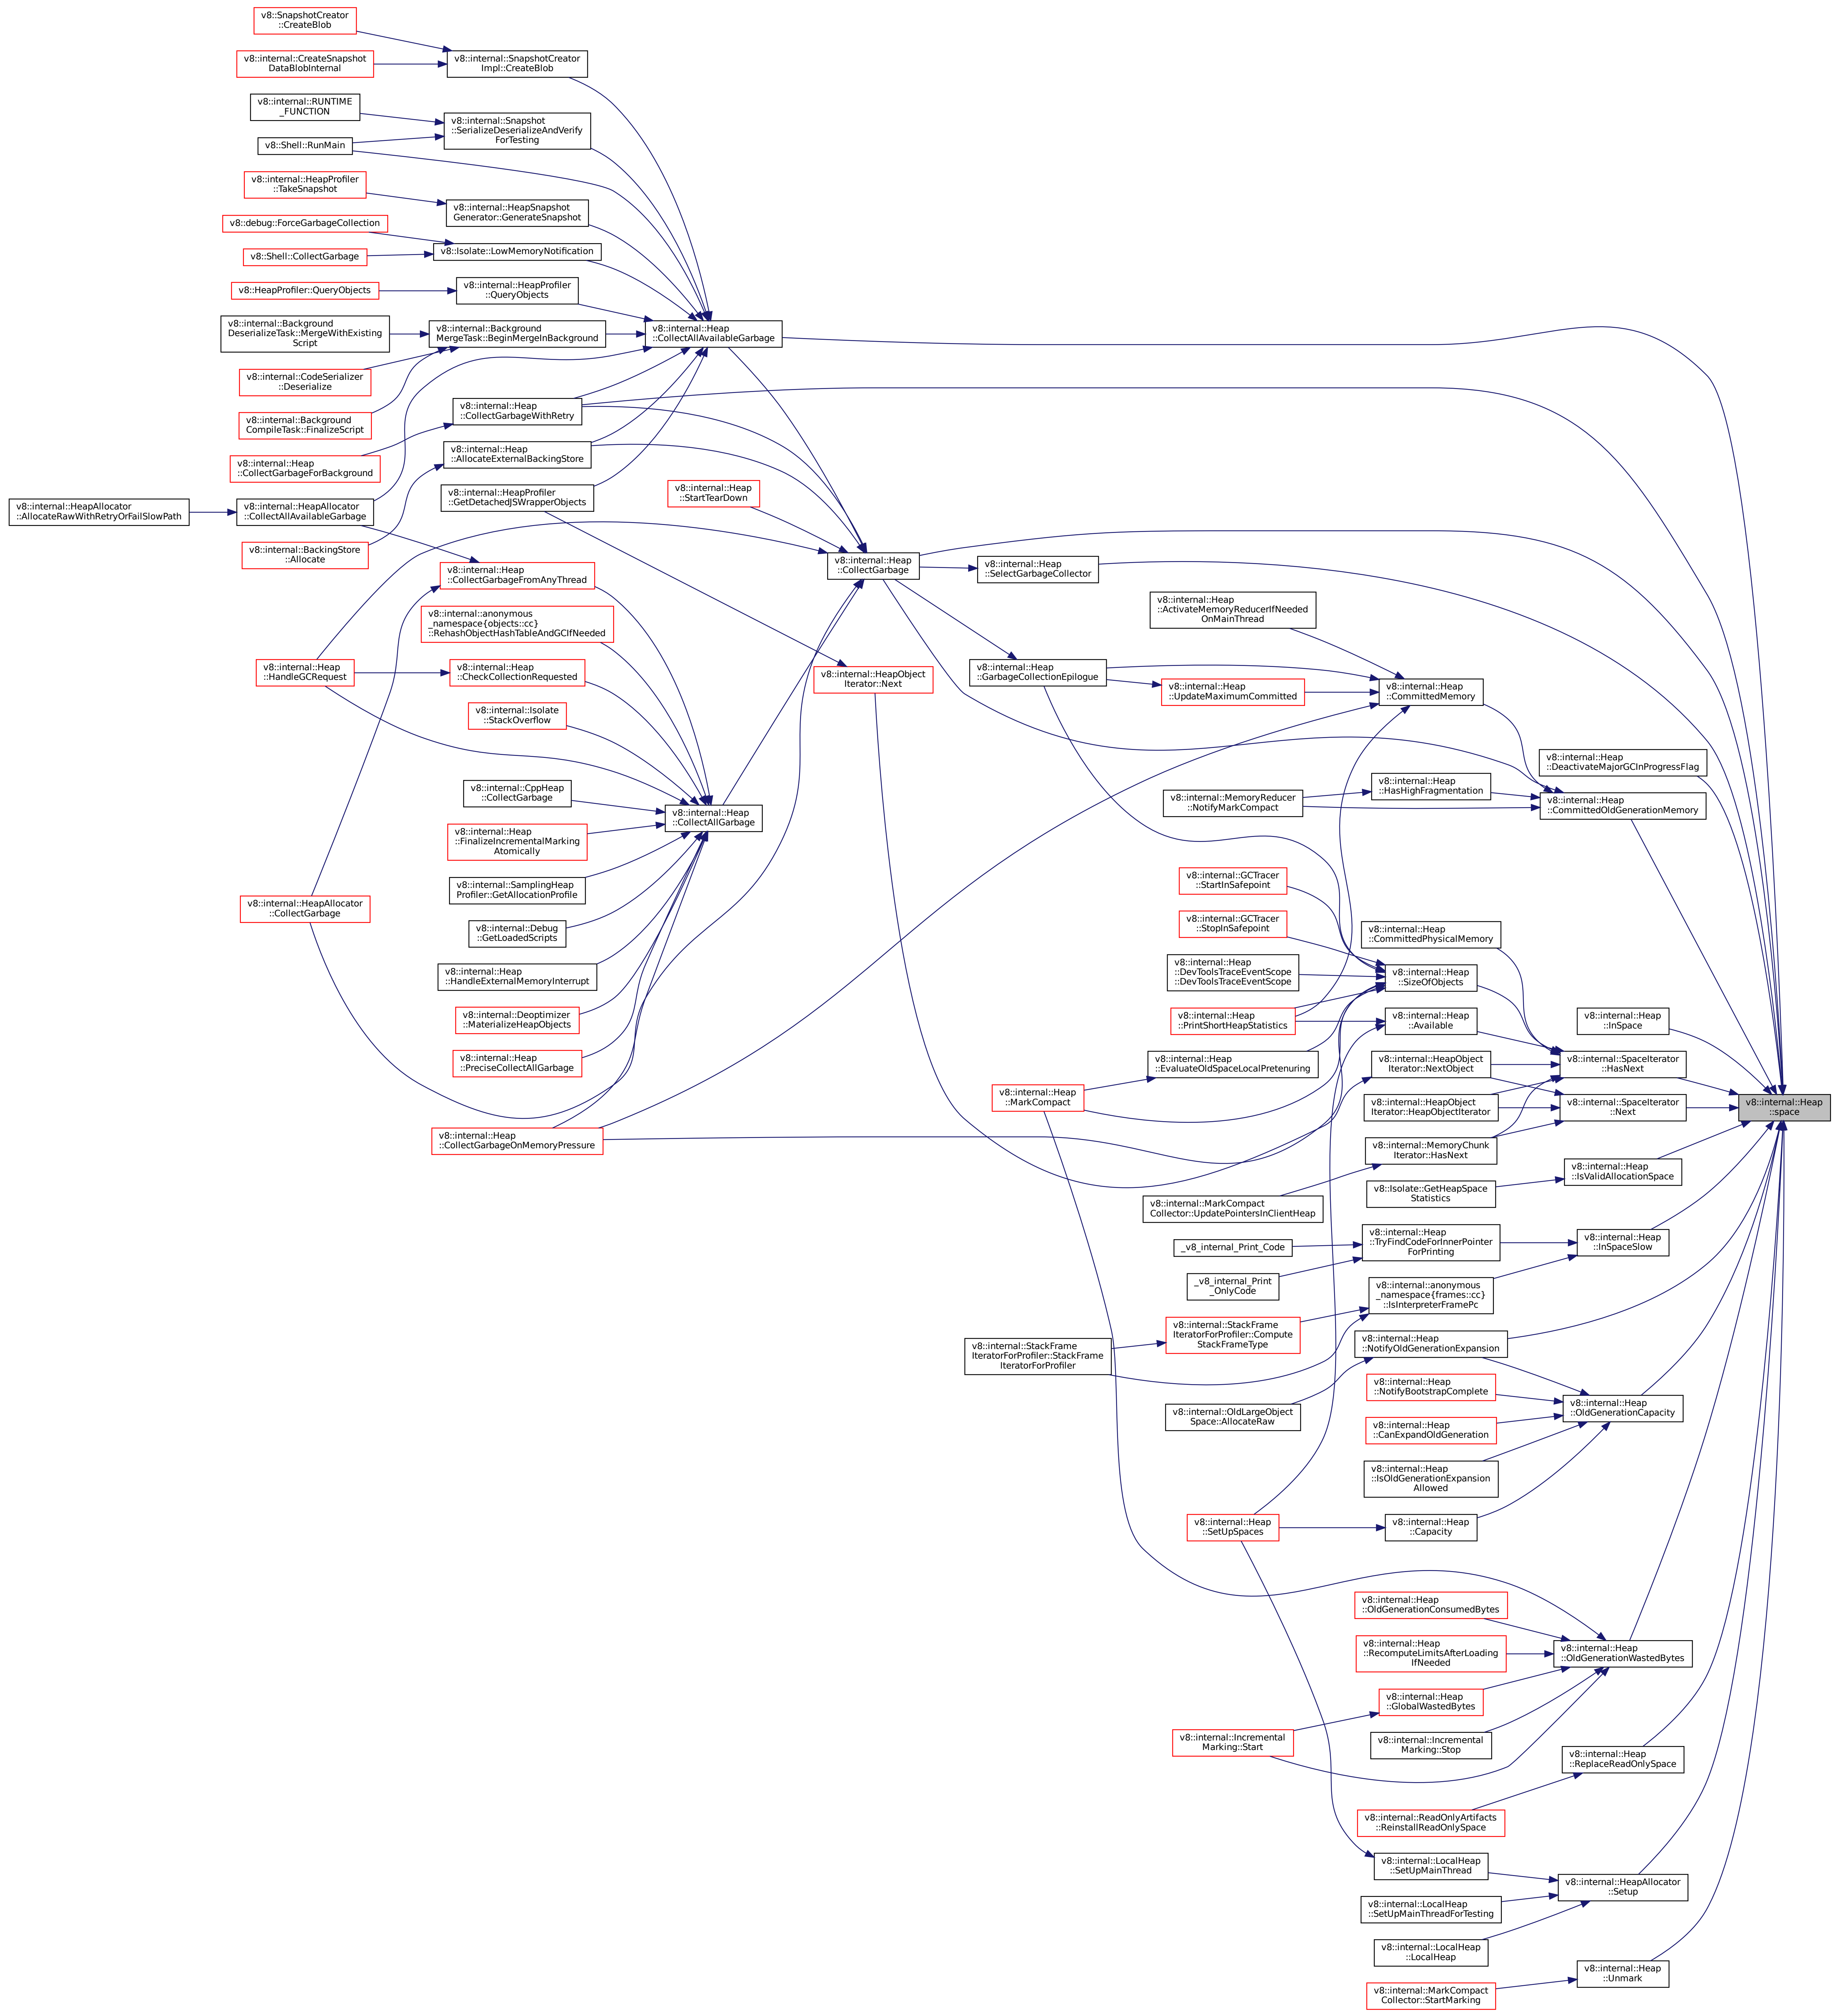 v8::SnapshotCreator
::CreateBlob
v8::internal::CreateSnapshot
DataBlobInternal
v8::internal::SnapshotCreator
Impl::CreateBlob
v8::internal::RUNTIME
_FUNCTION
v8::Shell::RunMain
v8::internal::Snapshot
::SerializeDeserializeAndVerify
ForTesting
v8::internal::HeapProfiler
::TakeSnapshot
v8::internal::HeapSnapshot
Generator::GenerateSnapshot
v8::debug::ForceGarbageCollection
v8::Shell::CollectGarbage
v8::Isolate::LowMemoryNotification
v8::HeapProfiler::QueryObjects
v8::internal::HeapProfiler
::QueryObjects
v8::internal::Background
DeserializeTask::MergeWithExisting
Script
v8::internal::Background
MergeTask::BeginMergeInBackground
v8::internal::Heap
::CollectAllAvailableGarbage
v8::internal::CodeSerializer
::Deserialize
v8::internal::Background
CompileTask::FinalizeScript
v8::internal::Heap
::CollectGarbageWithRetry
v8::internal::Heap
::CollectGarbageForBackground
v8::internal::Heap
::AllocateExternalBackingStore
v8::internal::HeapProfiler
::GetDetachedJSWrapperObjects
v8::internal::HeapAllocator
::AllocateRawWithRetryOrFailSlowPath
v8::internal::HeapAllocator
::CollectAllAvailableGarbage
v8::internal::BackingStore
::Allocate
v8::internal::Heap
::StartTearDown
v8::internal::Heap
::CollectGarbageFromAnyThread
v8::internal::Heap
::CollectGarbage
v8::internal::Heap
::SelectGarbageCollector
v8::internal::anonymous
_namespace{objects::cc}
::RehashObjectHashTableAndGCIfNeeded
v8::internal::Heap
::HandleGCRequest
v8::internal::Heap
::CheckCollectionRequested
v8::internal::HeapObject
Iterator::Next
v8::internal::Heap
::ActivateMemoryReducerIfNeeded
OnMainThread
v8::internal::Heap
::GarbageCollectionEpilogue
v8::internal::Heap
::UpdateMaximumCommitted
v8::internal::Heap
::CommittedMemory
v8::internal::Isolate
::StackOverflow
v8::internal::Heap
::DeactivateMajorGCInProgressFlag
v8::internal::CppHeap
::CollectGarbage
v8::internal::Heap
::CollectAllGarbage
v8::internal::MemoryReducer
::NotifyMarkCompact
v8::internal::Heap
::HasHighFragmentation
v8::internal::Heap
::CommittedOldGenerationMemory
v8::internal::Heap
::FinalizeIncrementalMarking
Atomically
v8::internal::SamplingHeap
Profiler::GetAllocationProfile
v8::internal::HeapAllocator
::CollectGarbage
v8::internal::Debug
::GetLoadedScripts
v8::internal::Heap
::HandleExternalMemoryInterrupt
v8::internal::Deoptimizer
::MaterializeHeapObjects
v8::internal::Heap
::PreciseCollectAllGarbage
v8::internal::Heap
::CollectGarbageOnMemoryPressure
v8::internal::GCTracer
::StartInSafepoint
v8::internal::GCTracer
::StopInSafepoint
v8::internal::Heap
::DevToolsTraceEventScope
::DevToolsTraceEventScope
v8::internal::Heap
::PrintShortHeapStatistics
v8::internal::Heap
::EvaluateOldSpaceLocalPretenuring
v8::internal::Heap
::MarkCompact
v8::internal::Heap
::CommittedPhysicalMemory
v8::internal::Heap
::SizeOfObjects
v8::internal::Heap
::Available
v8::internal::HeapObject
Iterator::NextObject
v8::internal::HeapObject
Iterator::HeapObjectIterator
v8::internal::MemoryChunk
Iterator::HasNext
v8::internal::Heap
::InSpace
v8::internal::SpaceIterator
::HasNext
v8::internal::SpaceIterator
::Next
v8::internal::Heap
::space
v8::internal::Heap
::IsValidAllocationSpace
v8::Isolate::GetHeapSpace
Statistics
v8::internal::MarkCompact
Collector::UpdatePointersInClientHeap
_v8_internal_Print_Code
_v8_internal_Print
_OnlyCode
v8::internal::Heap
::TryFindCodeForInnerPointer
ForPrinting
v8::internal::Heap
::InSpaceSlow
v8::internal::anonymous
_namespace{frames::cc}
::IsInterpreterFramePc
v8::internal::StackFrame
IteratorForProfiler::StackFrame
IteratorForProfiler
v8::internal::StackFrame
IteratorForProfiler::Compute
StackFrameType
v8::internal::Heap
::NotifyOldGenerationExpansion
v8::internal::OldLargeObject
Space::AllocateRaw
v8::internal::Heap
::NotifyBootstrapComplete
v8::internal::Heap
::OldGenerationCapacity
v8::internal::Heap
::CanExpandOldGeneration
v8::internal::Heap
::IsOldGenerationExpansion
Allowed
v8::internal::Heap
::SetUpSpaces
v8::internal::Heap
::Capacity
v8::internal::Heap
::OldGenerationConsumedBytes
v8::internal::Heap
::RecomputeLimitsAfterLoading
IfNeeded
v8::internal::Heap
::OldGenerationWastedBytes
v8::internal::Heap
::GlobalWastedBytes
v8::internal::Incremental
Marking::Start
v8::internal::Incremental
Marking::Stop
v8::internal::Heap
::ReplaceReadOnlySpace
v8::internal::ReadOnlyArtifacts
::ReinstallReadOnlySpace
v8::internal::LocalHeap
::SetUpMainThread
v8::internal::HeapAllocator
::Setup
v8::internal::LocalHeap
::SetUpMainThreadForTesting
v8::internal::LocalHeap
::LocalHeap
v8::internal::Heap
::Unmark
v8::internal::MarkCompact
Collector::StartMarking